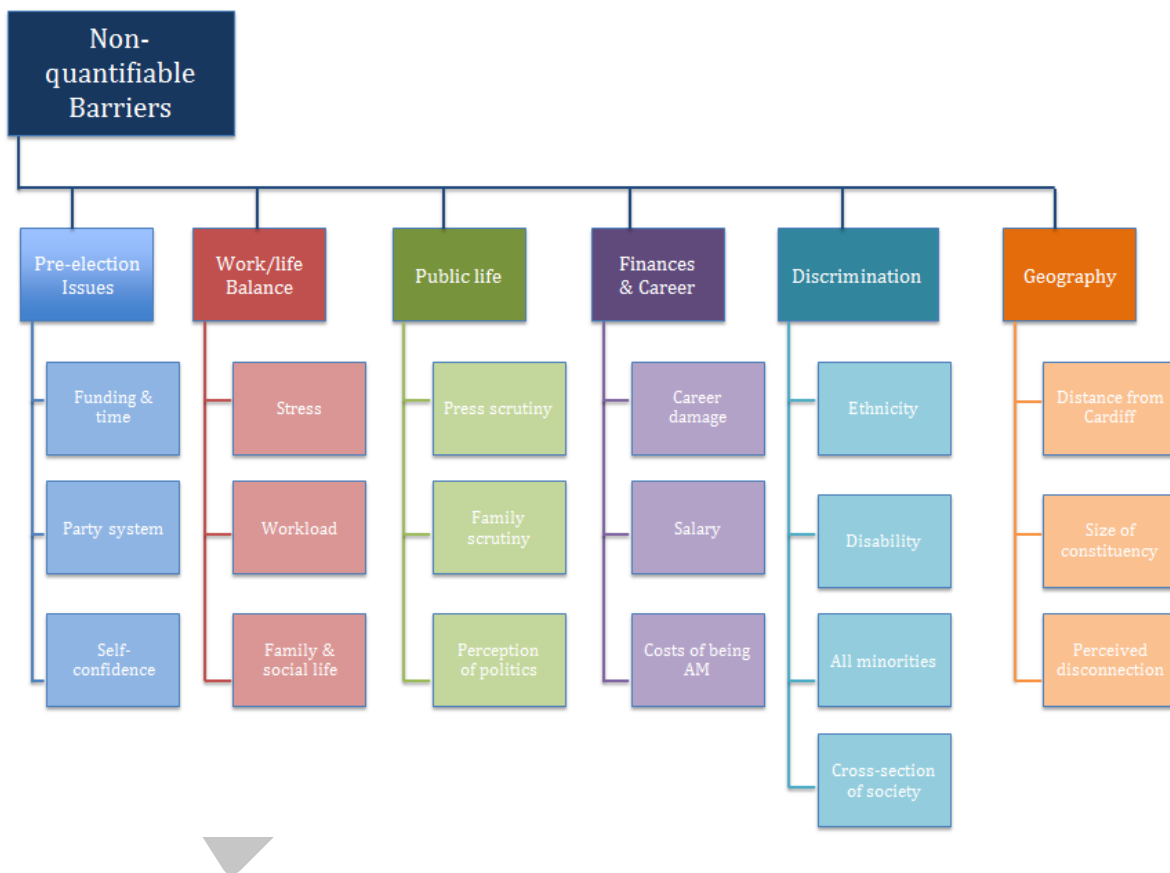 Non-
quantifiable
Barriers
Pre-election
Issues
Work/life
Balance
Public life
Finances
& Career
Discrimination
Geography
Funding &
time
Party system
Self-
confidence
Stress
Workload
Family &
social life
Press scrutiny
Family
scrutiny
Perception
of politics
Career
damage
Salary
Costs of being
AM
Ethnicity
Disability
All minorities
Cross-section
of society
Distance from
Cardiff
Size of
constituency
Perceived
disconnection